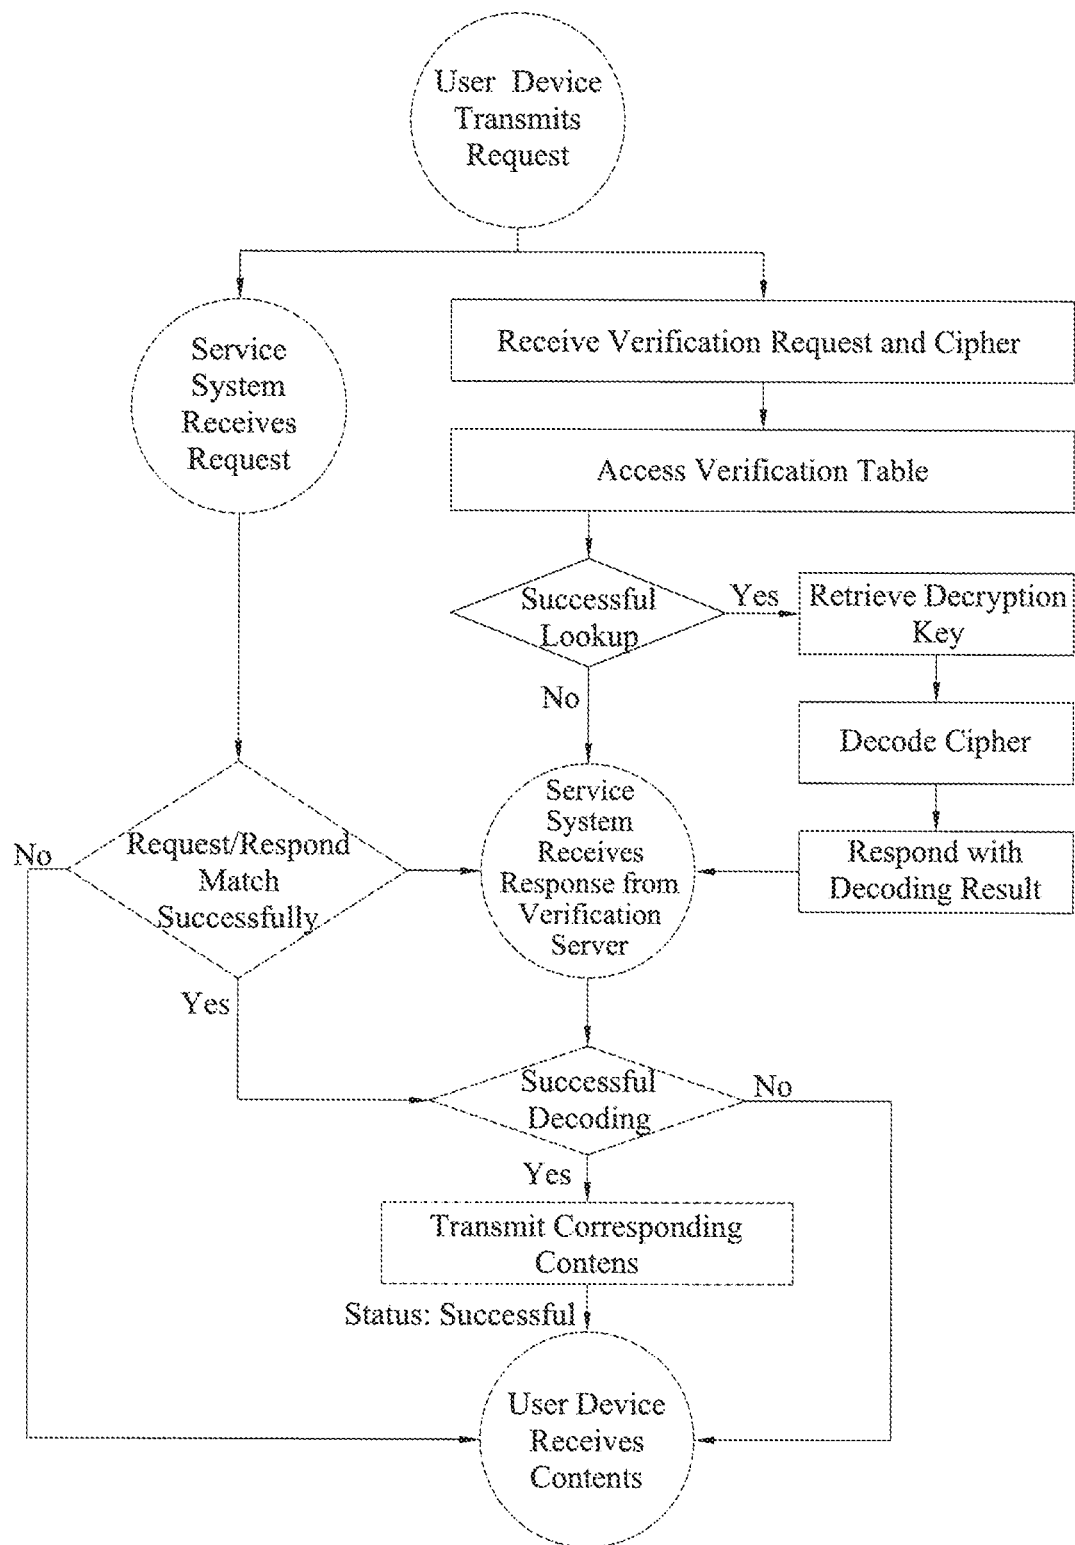 User Device
Transmits
Request
Service
System
Receives
Request
Receive Verification Request and Cipher
Access Verification Table
Successful
Lookup
Yes
Retrieve Decryption
Key
No
Decode Cipher
Service
System
Receives
Response from
Verification
Server
Respond with
Decoding Result
No
Request/Respond
Match
Successfully
Yes
Successful
Decoding
No
Yes
Transmit Corresponding
Contens
Status: Successful
User Device
Receives
Contents